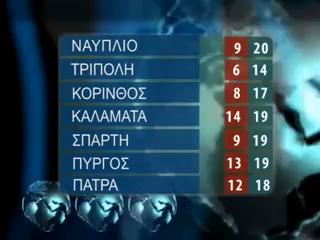 ΝΑΥΠΛΙΟ 9 20
ΤΡΙΠΟΛΗ 6 14
ΚΟΡΙΝΘΟΣ 8 17
ΚΑΛΑΜΑΤΑ 14 19
ΣΠΑΡΤΗ 9 19
ΠΥΡΓΟΣ 13 19
ΠΑΤΡΑ 12 18